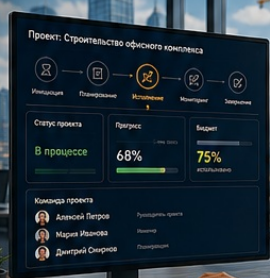 Проект: Строительство офисного комплекса
Инициация
Планирование
Исполнение
Мониторинг
Завершение
Статус проекта
В процессе
Прогресс
68%
Бюджет
75%
использовано
Команда проекта
Алексей Петров
Руководитель проекта
Мария Иванова
Инженер
Дмитрий Смирнов